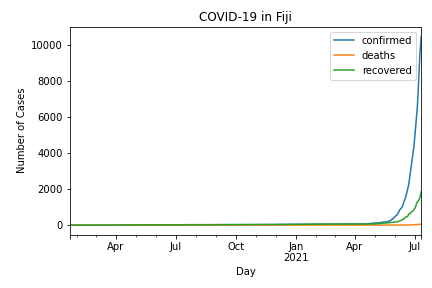 COVID-19 in Fiji
confirmed
deaths
recovered
10000
8000
6000
4000
2000
0
Number of Cases
Apr
Jul
Oct
Jan
2021
Apr
Jul
Day